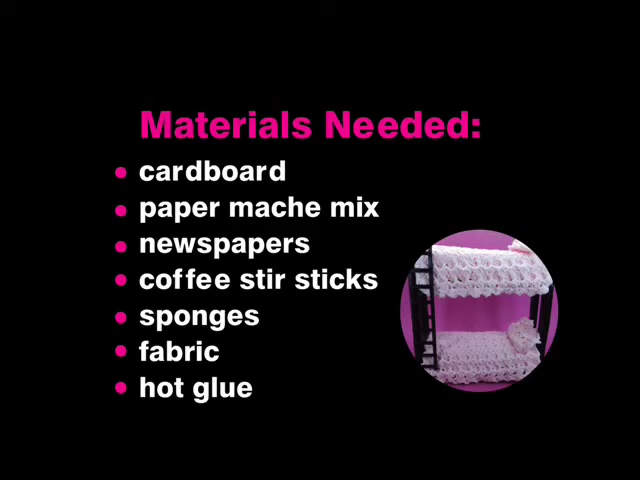 Materials Needed:
cardboard
paper mache mix
newspapers
coffee stir sticks
sponges
fabric
hot glue